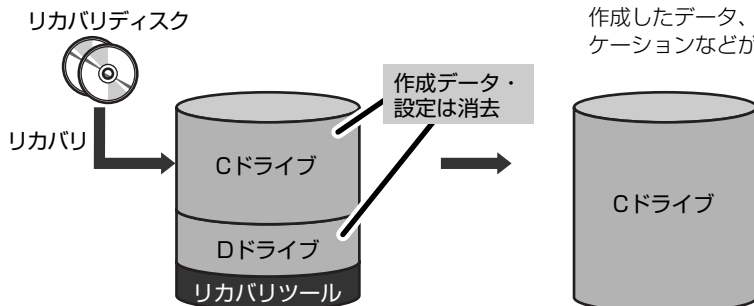 リカバリディスク
作成したデータ、
ケーションなどが
作成データ・
設定は消去
リカバリ
Cドライブ
Dドライブ
リカバリツール
Cドライブ